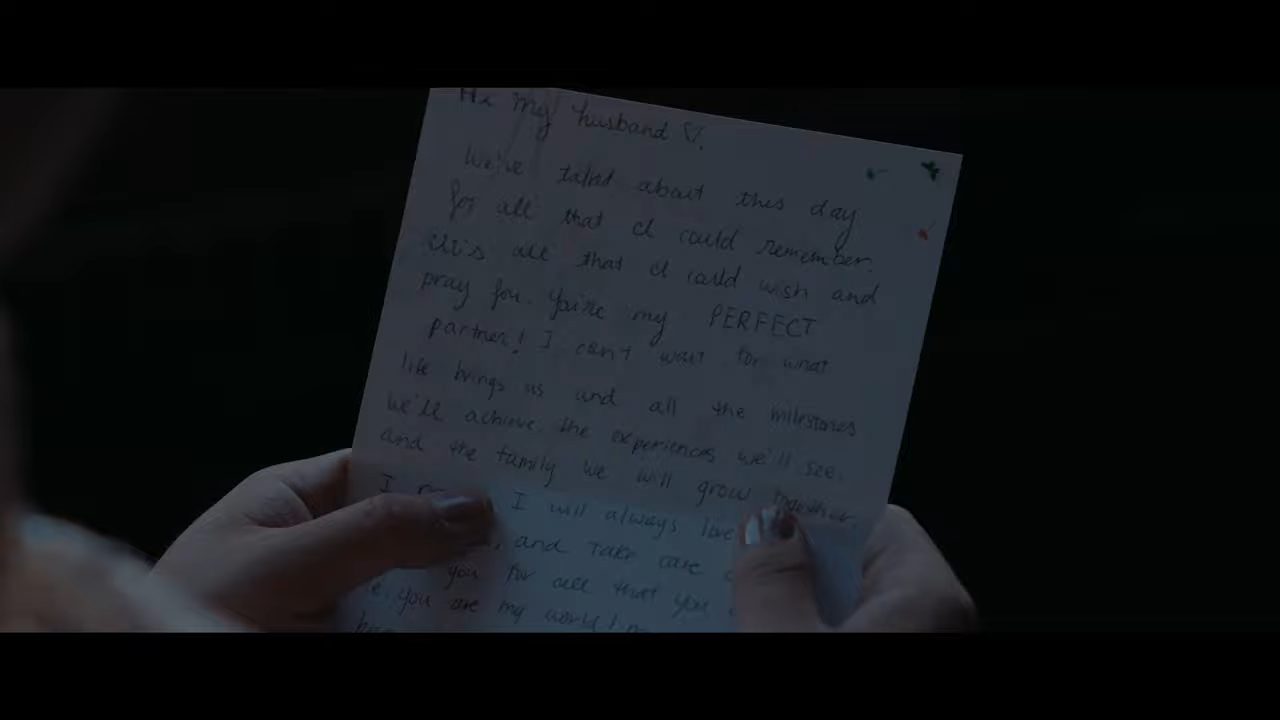 Hi my husband ♡.
We've talked about this day
for all that I could remember.
It's all that I could wish and
pray for. You're my PERFECT
partner! I can't wait for what
life brings us and all the milestones
we'll achieve, the experiences we'll see,
and the family we will grow together.
I I will always love
, and take care
you for all that you
you are my world!